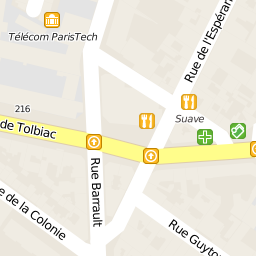 Télécom ParisTech
Rue de l'Espéran
216
Suave
de Tolbiac
Rue Barrault
e de la Colonie
Rue Guyto